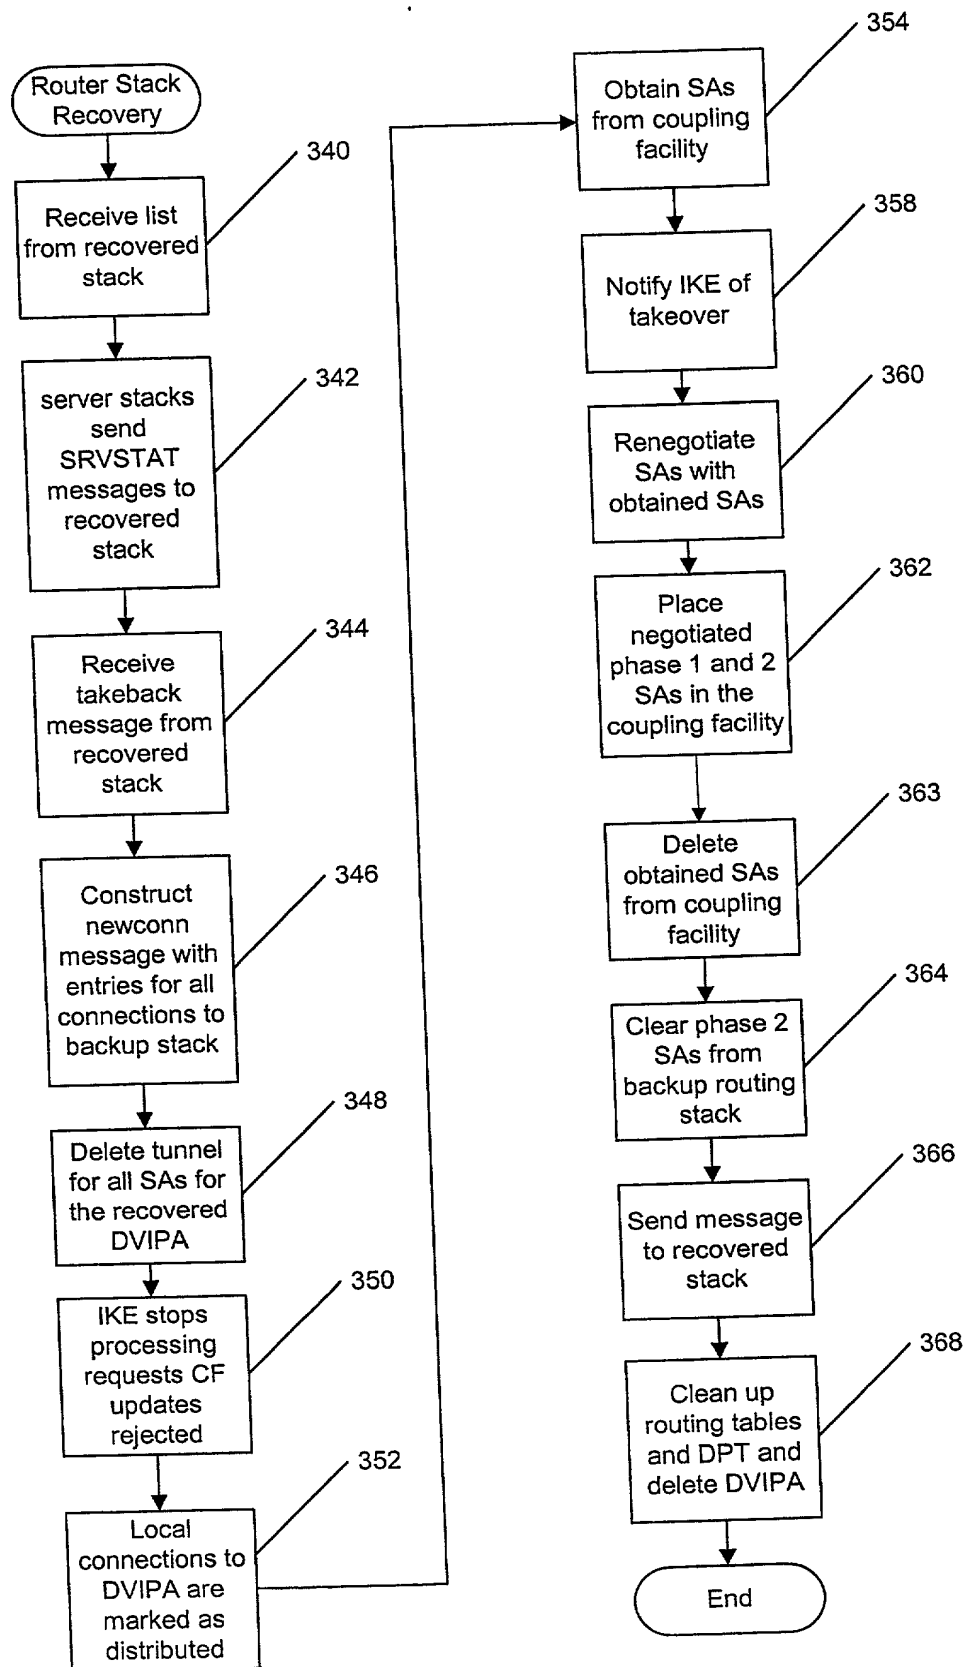 Router Stack
Recovery
340
Receive list
from recovered
stack
342
server stacks
send
SRVSTAT
messages to
recovered
stack
344
Receive
takeback
message from
recovered
stack
346
Construct
newconn
message with
entries for all
connections to
backup stack
348
Delete tunnel
for all SAs for
the recovered
DVIPA
350
IKE stops
processing
requests CF
updates
rejected
352
Local
connections to
DVIPA are
marked as
distributed
354
Obtain SAs
from coupling
facility
358
Notify IKE of
takeover
360
Renegotiate
SAs with
obtained SAs
362
Place
negotiated
phase 1 and 2
SAs in the
coupling facility
363
Delete
obtained SAs
from coupling
facility
364
Clear phase 2
SAs from
backup routing
stack
366
Send message
to recovered
stack
368
Clean up
routing tables
and DPT and
delete DVIPA
End